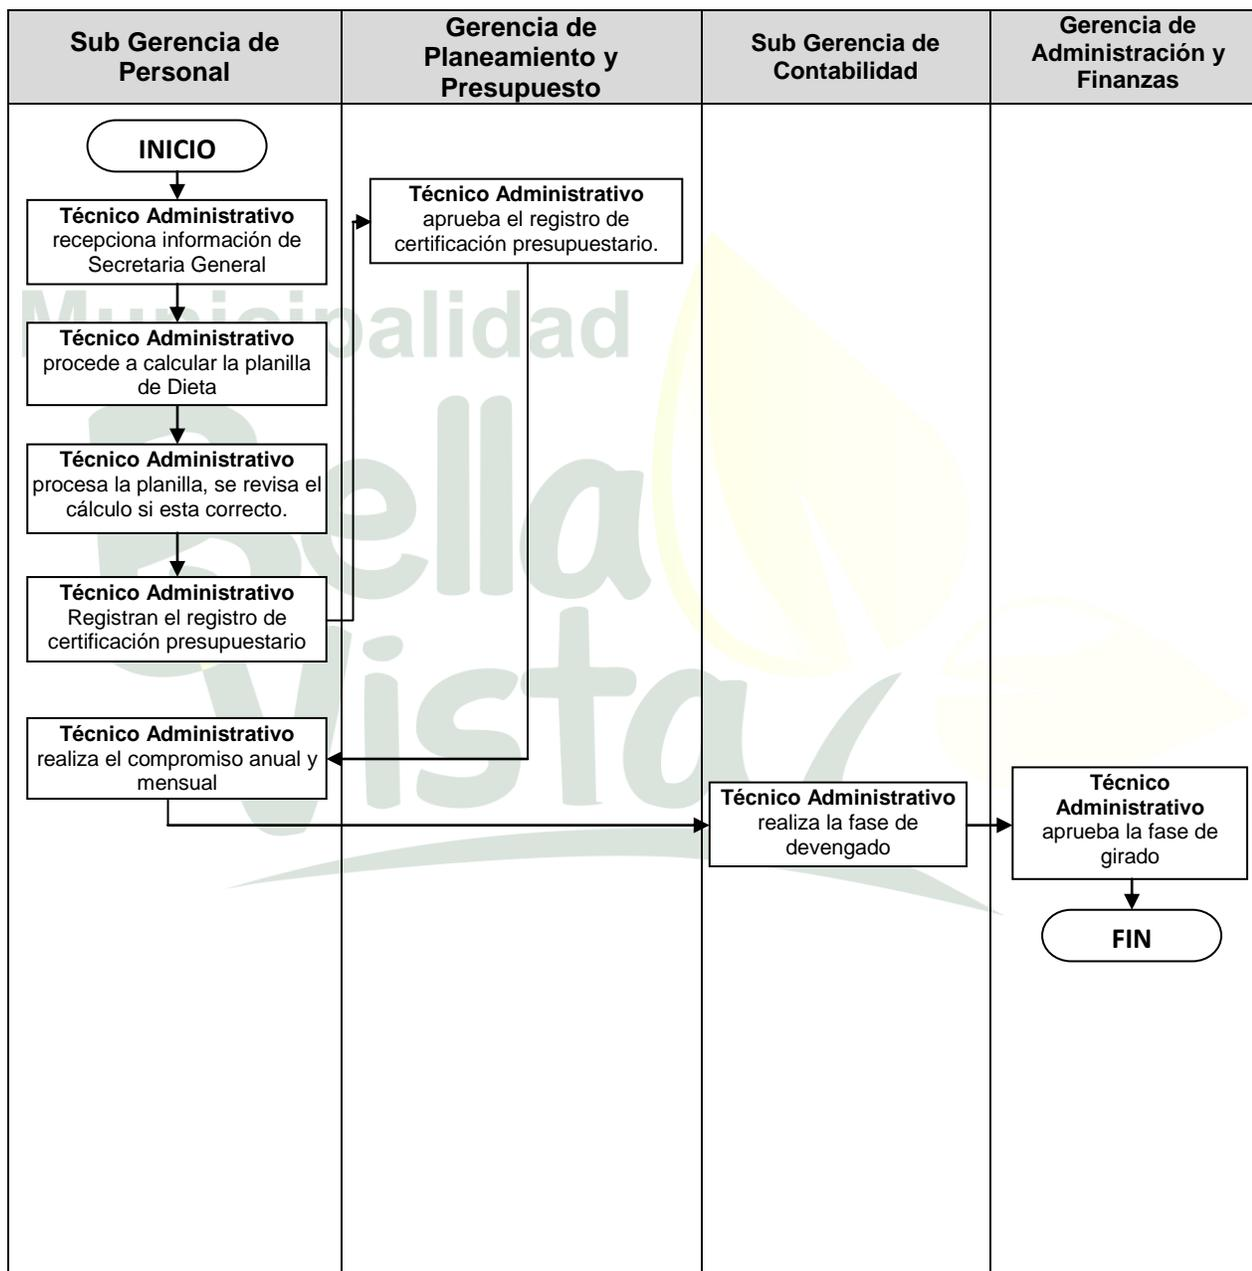 Sub Gerencia de
Personal
Gerencia de
Planeamiento y
Presupuesto
Sub Gerencia de
Contabilidad
Gerencia de
Administración y
Finanzas
INICIO
Técnico Administrativo
recepciona información de
Secretaria General
Técnico Administrativo
procede a calcular la planilla
de Dieta
Técnico Administrativo
procesa la planilla, se revisa el
cálculo si esta correcto.
Técnico Administrativo
Registran el registro de
certificación presupuestario
Técnico Administrativo
aprueba el registro de
certificación presupuestario.
Técnico Administrativo
realiza el compromiso anual y
mensual
Técnico Administrativo
realiza la fase de
devengado
Técnico
Administrativo
aprueba la fase de
girado
FIN
Municipalidad
Bella
Vista